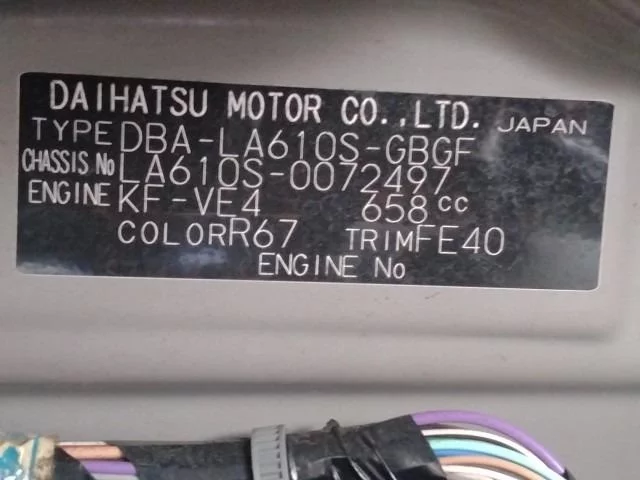 DAIHATSU MOTOR CO.,LTD. JAPAN
TYPE DBA-LA610S-GBGF
CHASSIS No LA610S-0072497
ENGINE KF-VE4 658cc
COLOR R67 TRIM FE40
ENGINE No